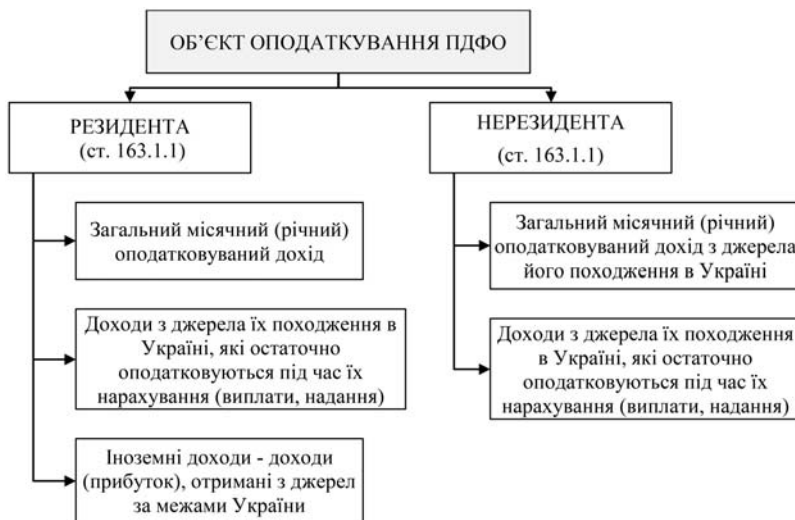 ОБ’ЄКТ ОПОДАТКУВАННЯ ПДФО
РЕЗИДЕНТА
(ст. 163.1.1)
Загальний місячний (річний)
оподатковуваний дохід
Доходи з джерела їх походження в
Україні, які остаточно
оподатковуються під час їх
нарахування (виплати, надання)
Іноземні доходи - доходи
(прибуток), отримані з джерел
за межами України
НЕРЕЗИДЕНТА
(ст. 163.1.1)
Загальний місячний (річний)
оподатковуваний дохід з джерела
його походження в Україні
Доходи з джерела їх походження
в Україні, які остаточно
оподатковуються під час їх
нарахування (виплати, надання)